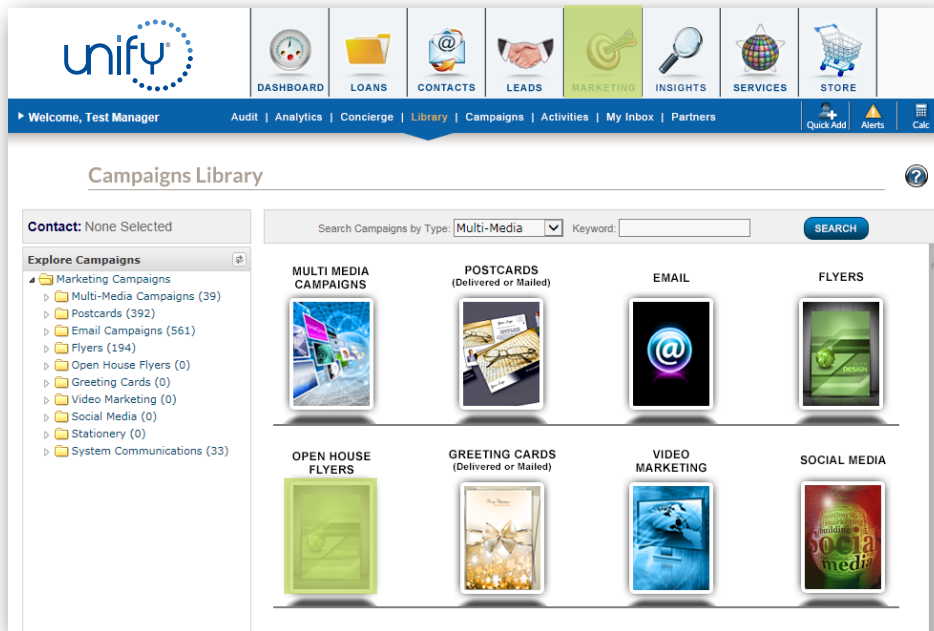 unify
DASHBOARD
LOANS
CONTACTS
LEADS
MARKETING
INSIGHTS
SERVICES
STORE
Welcome, Test Manager
Audit | Analytics | Concierge | Library | Campaigns | Activities | My Inbox | Partners
Quick Add
Alerts
Calc
Campaigns Library
?
Contact: None Selected
Search Campaigns by Type: Multi-Media
Keyword:
SEARCH
Explore Campaigns
Marketing Campaigns
Multi-Media Campaigns (39)
Postcards (392)
Email Campaigns (561)
Flyers (194)
Open House Flyers (0)
Greeting Cards (0)
Video Marketing (0)
Social Media (0)
Stationery (0)
System Communications (33)
MULTI MEDIA
CAMPAIGNS
POSTCARDS
(Delivered or Mailed)
EMAIL
@
FLYERS
DESIGN
OPEN HOUSE
FLYERS
DESIGN
GREETING CARDS
(Delivered or Mailed)
VIDEO
MARKETING
SOCIAL MEDIA
authority
marketing
building
social
media